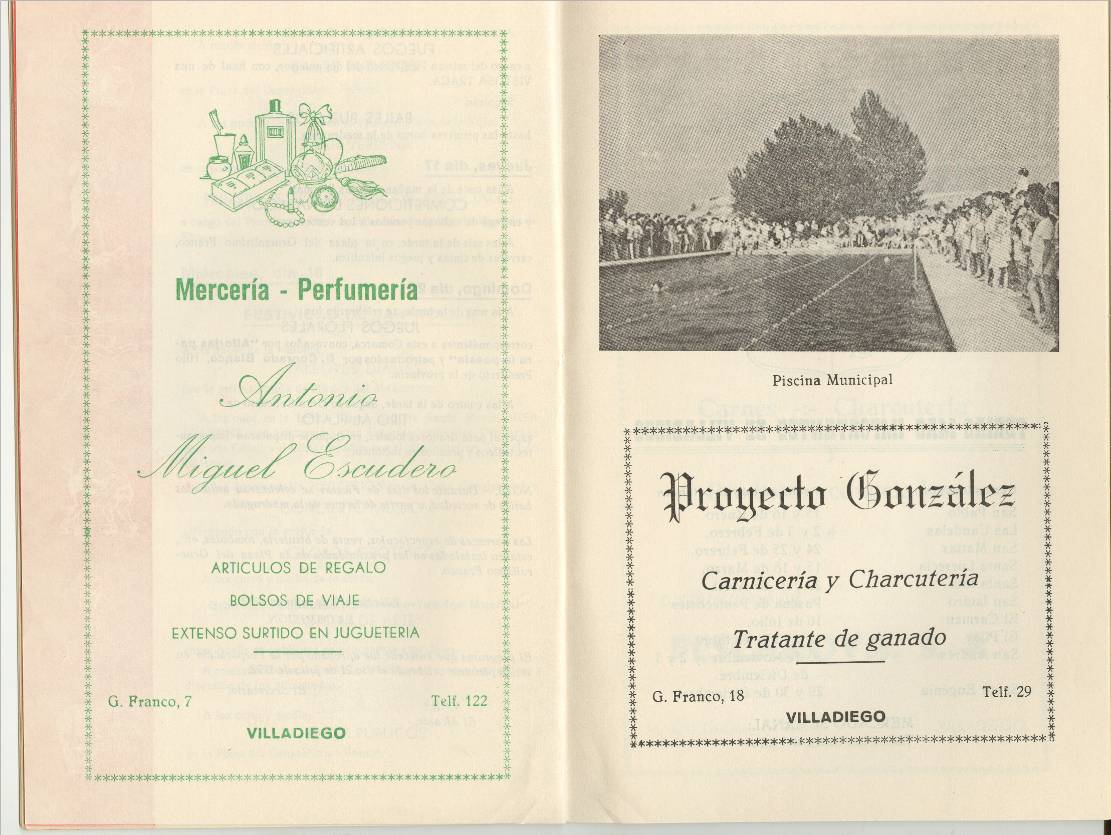 Mercería - Perfumería
Antonio
Miguel Escudero
ARTICULOS DE REGALO
BOLSOS DE VIAJE
EXTENSO SURTIDO EN JUGUETERIA
G. Franco, 7 Telf. 122
VILLADIEGO
Piscina Municipal
Proyecto González
Carnicería y Charcutería
Tratante de ganado
G. Franco, 18 Telf. 29
VILLADIEGO